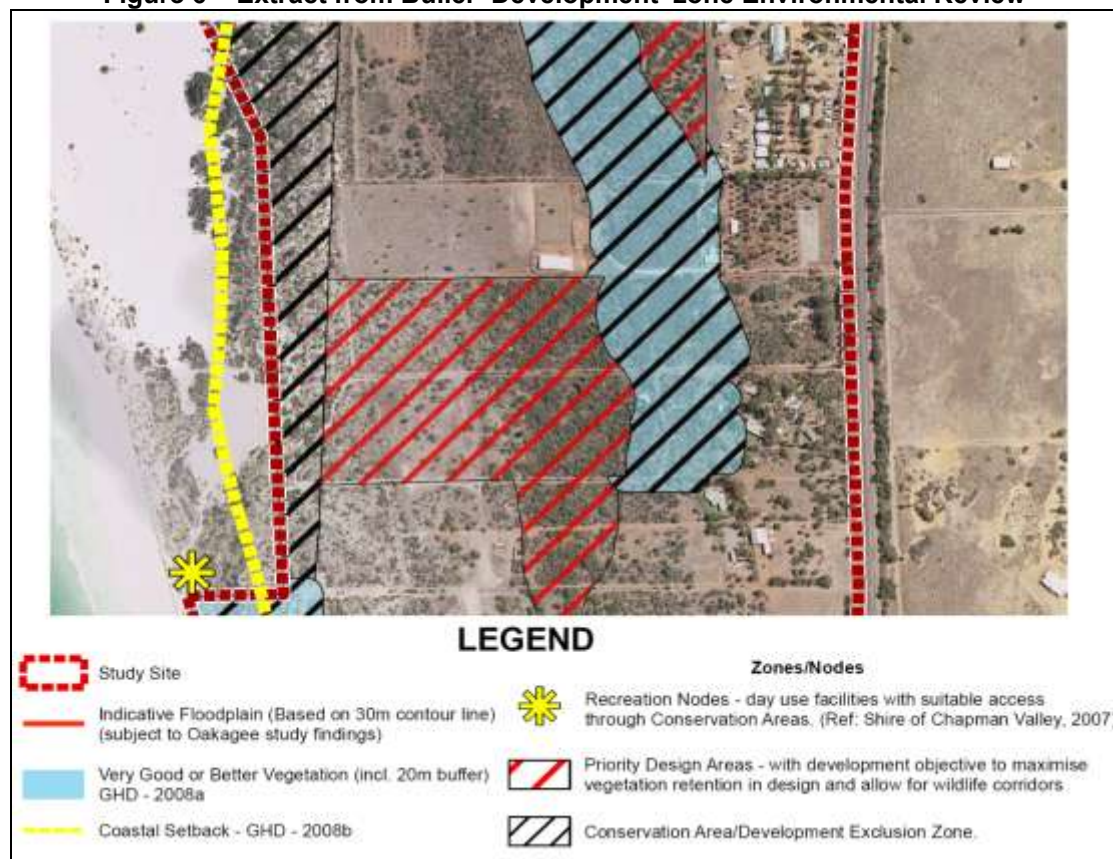 Figure 6 – Extract from Buller 'Development' zone Environmental Review
LEGEND
Study Site
Indicative Floodplain (Based on 30m contour line)
(subject to Oakagee study findings)
Very Good or Better Vegetation (incl. 20m buffer)
GHD - 2008a
Coastal Setback - GHD - 2008b
Zones/Nodes
Recreation Nodes - day use facilities with suitable access
through Conservation Areas. (Ref: Shire of Chapman Valley, 2007)
Priority Design Areas - with development objective to maximise
vegetation retention in design and allow for wildlife corridors
Conservation Area/Development Exclusion Zone.